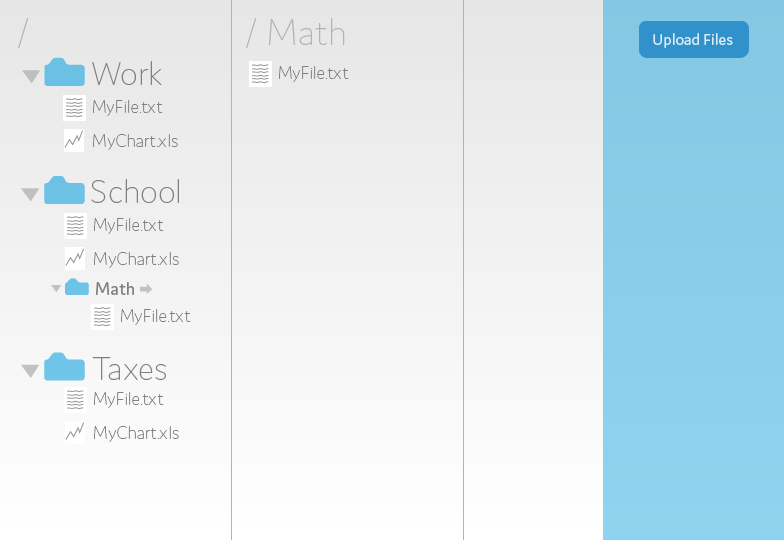 /
Work
MyFile.txt
MyChart.xls
School
MyFile.txt
MyChart.xls
Math
MyFile.txt
Taxes
MyFile.txt
MyChart.xls
/ Math
MyFile.txt
Upload Files